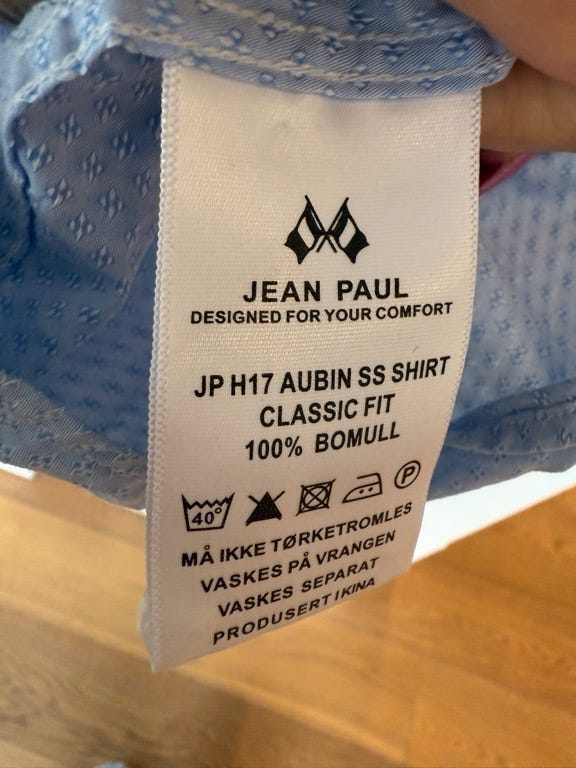 JEAN PAUL
DESIGNED FOR YOUR COMFORT
JP H17 AUBIN SS SHIRT
CLASSIC FIT
100% BOMULL
40° P
MÅ IKKE TØRKETROMLES
VASKES PÅ VRANGEN
VASKES SEPARAT
PRODUSERT I KINA